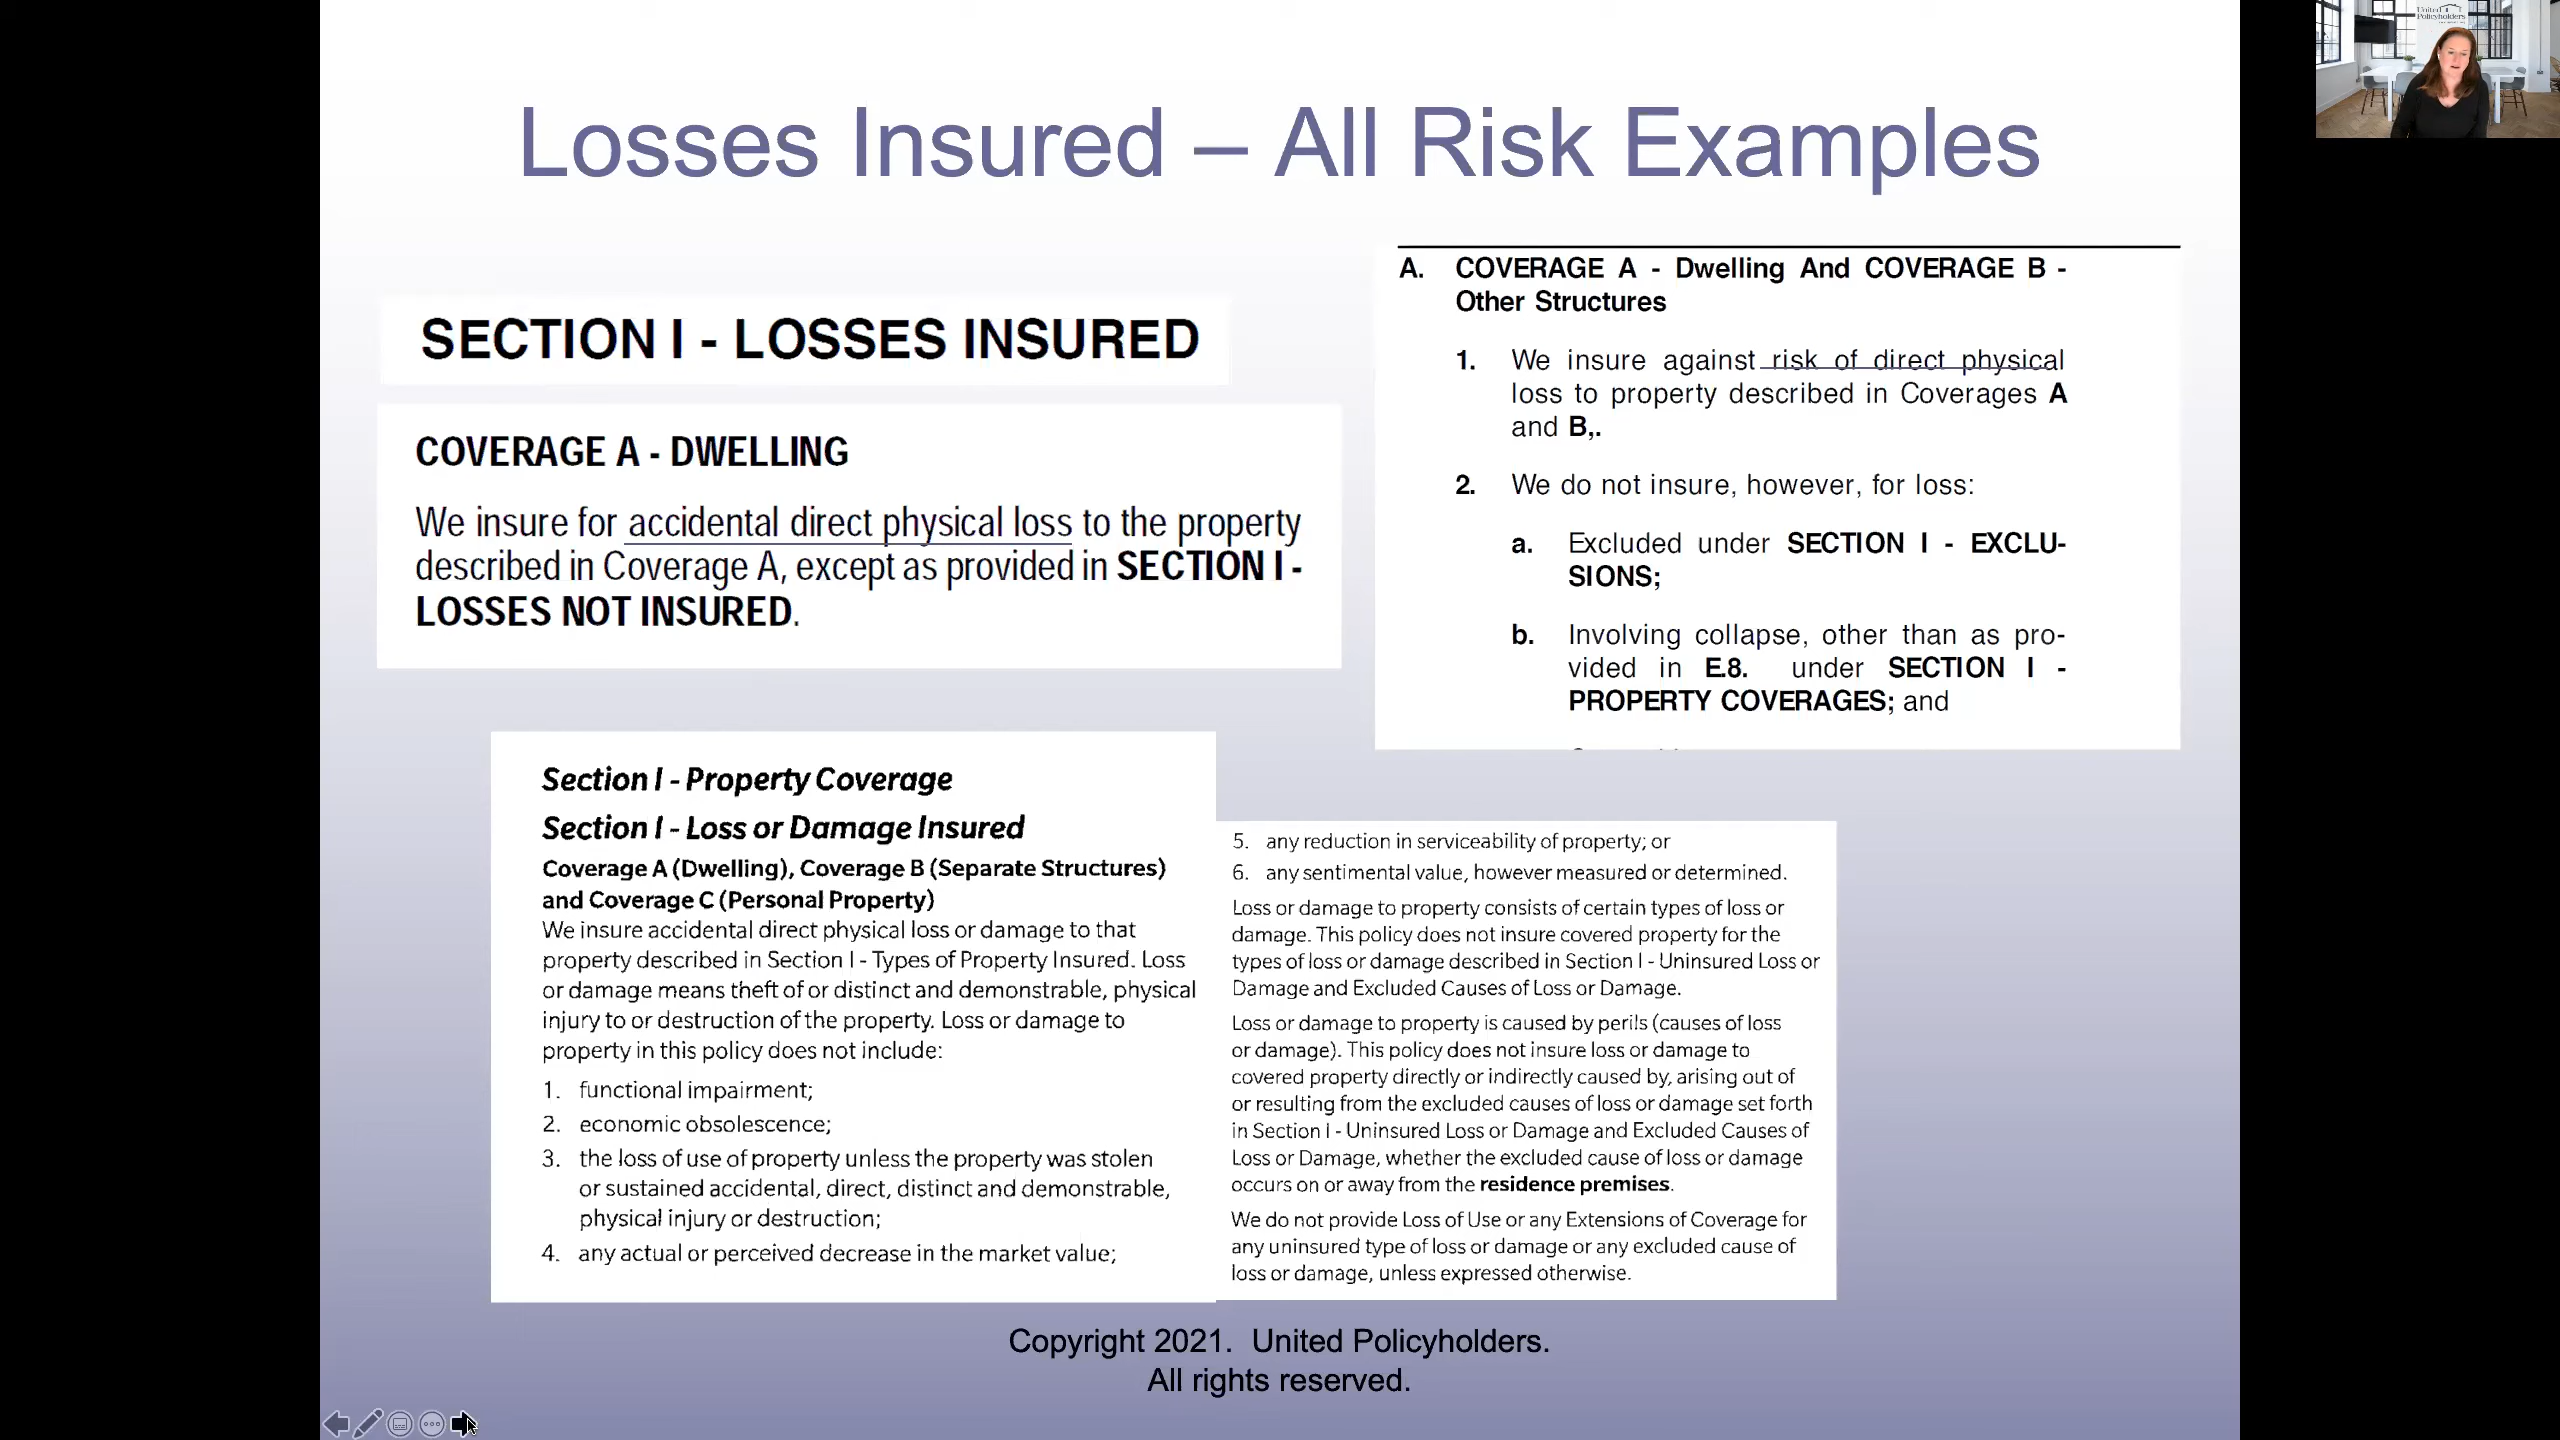 United
Policyholders
Losses Insured – All Risk Examples
SECTION I - LOSSES INSURED
COVERAGE A - DWELLING
We insure for accidental direct physical loss to the property
described in Coverage A, except as provided in SECTION I -
LOSSES NOT INSURED.
A. COVERAGE A - Dwelling And COVERAGE B -
Other Structures
1. We insure against risk of direct physical
loss to property described in Coverages A
and B,.
2. We do not insure, however, for loss:
a. Excluded under SECTION I - EXCLU-
SIONS;
b. Involving collapse, other than as pro-
vided in E.8. under SECTION I -
PROPERTY COVERAGES; and
Section I - Property Coverage
Section I - Loss or Damage Insured
Coverage A (Dwelling), Coverage B (Separate Structures)
and Coverage C (Personal Property)
We insure accidental direct physical loss or damage to that
property described in Section I - Types of Property Insured. Loss
or damage means theft of or distinct and demonstrable, physical
injury to or destruction of the property. Loss or damage to
property in this policy does not include:
1. functional impairment;
2. economic obsolescence;
3. the loss of use of property unless the property was stolen
or sustained accidental, direct, distinct and demonstrable,
physical injury or destruction;
4. any actual or perceived decrease in the market value;
5. any reduction in serviceability of property; or
6. any sentimental value, however measured or determined.
Loss or damage to property consists of certain types of loss or
damage. This policy does not insure covered property for the
types of loss or damage described in Section I - Uninsured Loss or
Damage and Excluded Causes of Loss or Damage.
Loss or damage to property is caused by perils (causes of loss
or damage). This policy does not insure loss or damage to
covered property directly or indirectly caused by, arising out of
or resulting from the excluded causes of loss or damage set forth
in Section I - Uninsured Loss or Damage and Excluded Causes of
Loss or Damage, whether the excluded cause of loss or damage
occurs on or away from the residence premises.
We do not provide Loss of Use or any Extensions of Coverage for
any uninsured type of loss or damage or any excluded cause of
loss or damage, unless expressed otherwise.
Copyright 2021. United Policyholders.
All rights reserved.